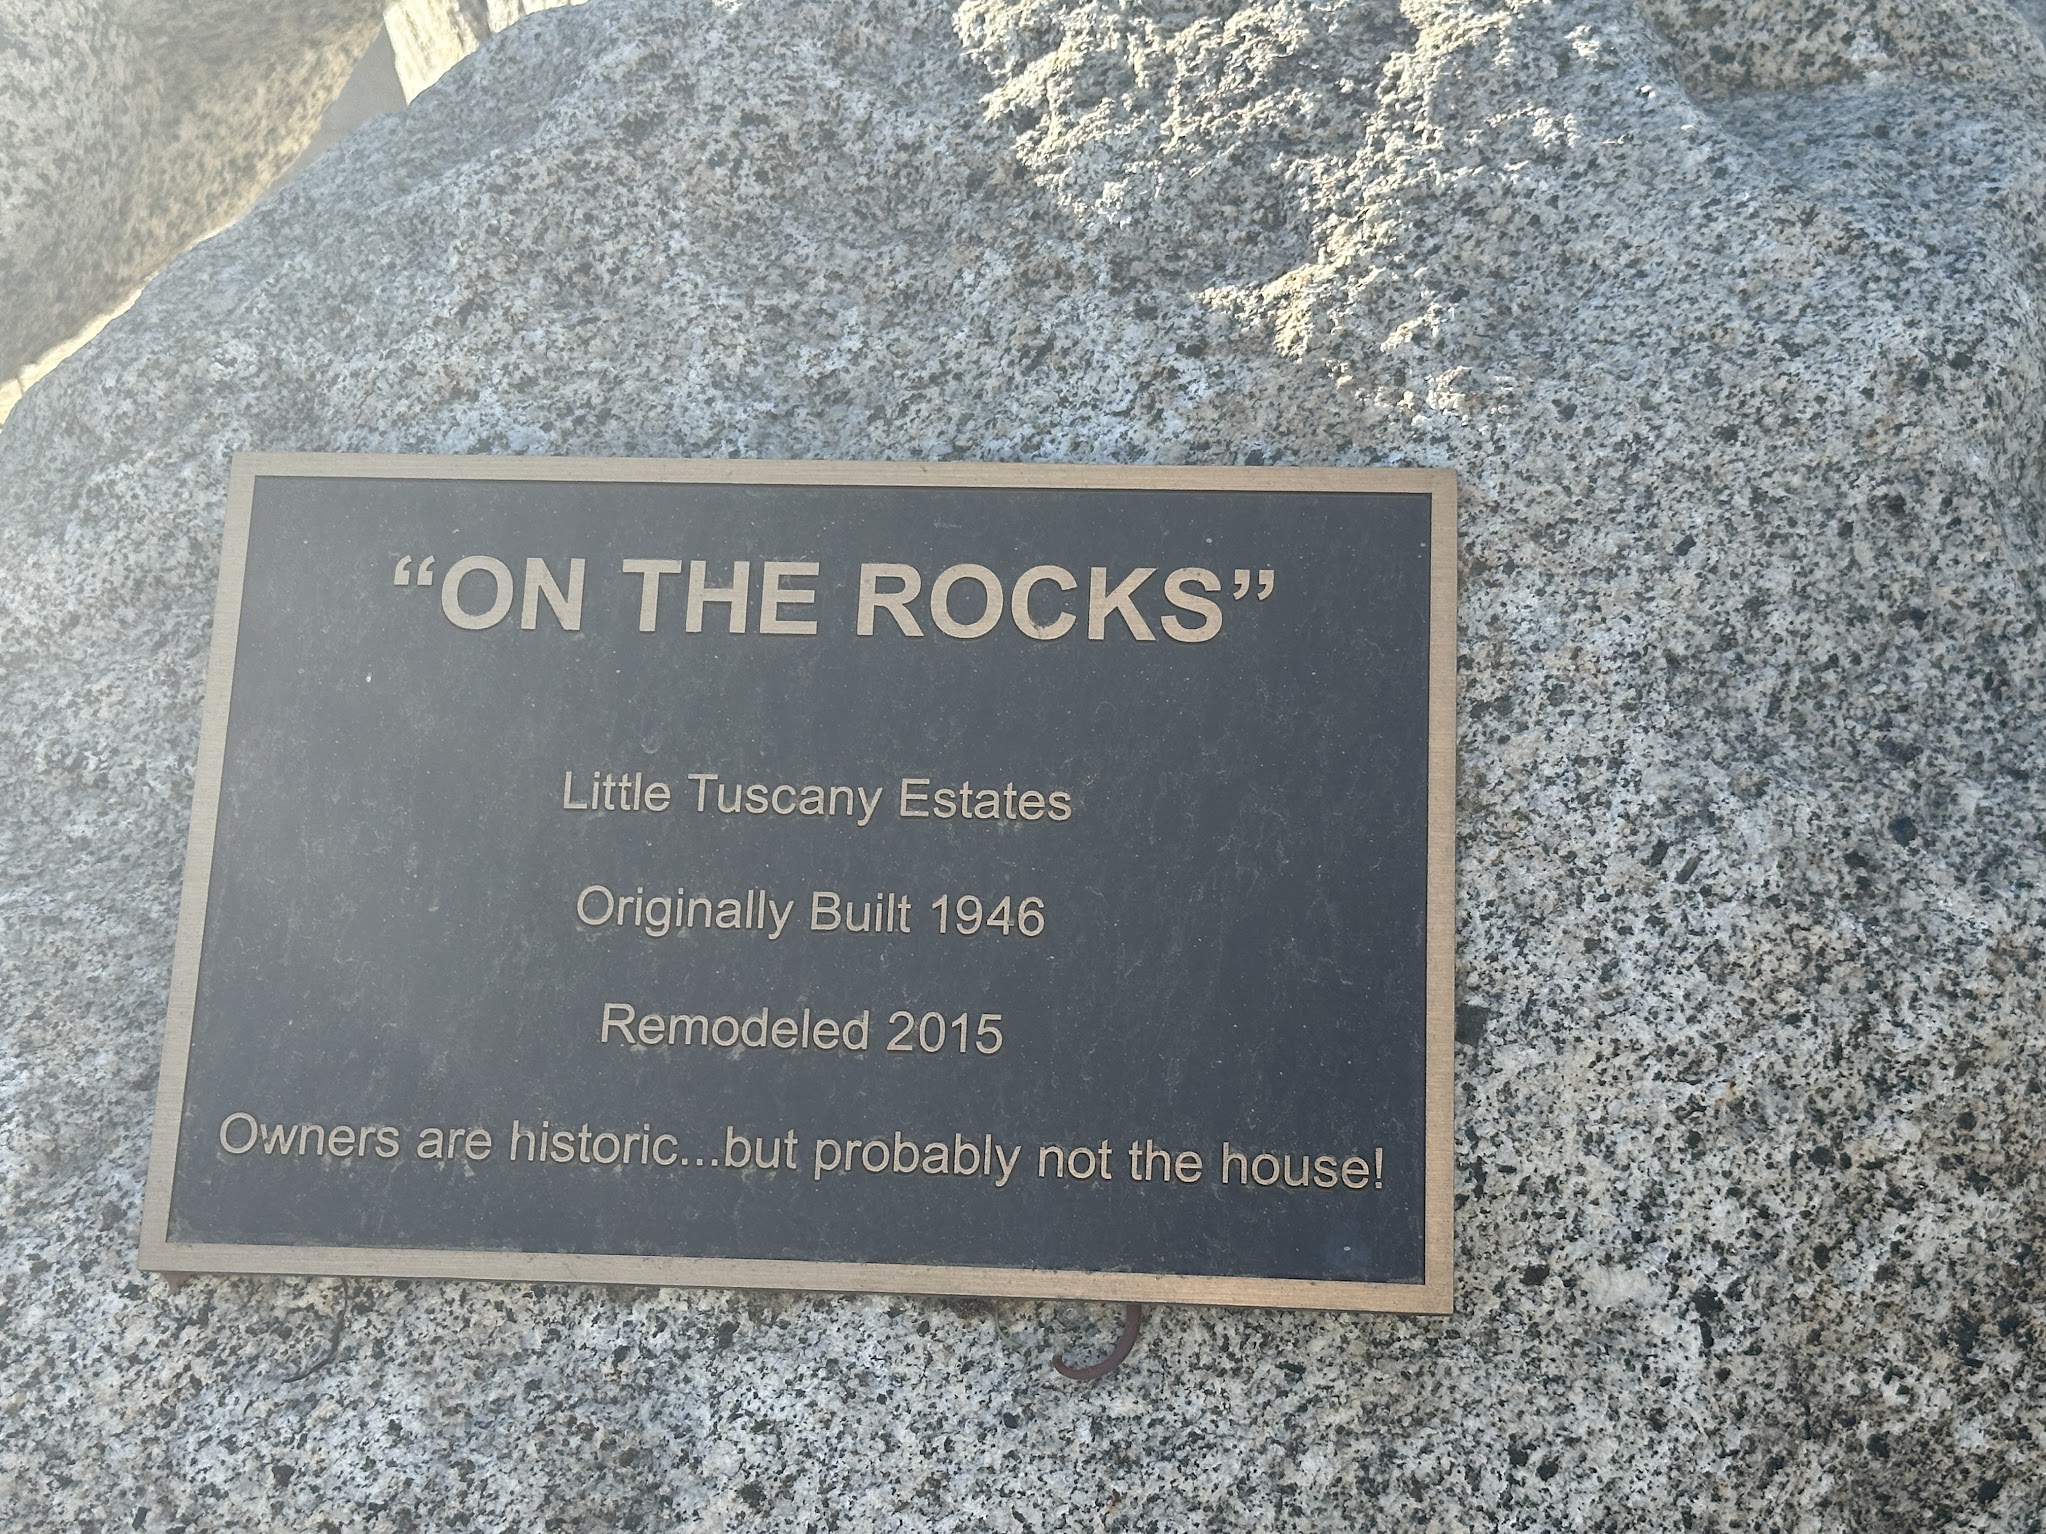 “ON THE ROCKS”
Little Tuscany Estates
Originally Built 1946
Remodeled 2015
Owners are historic...but probably not the house!